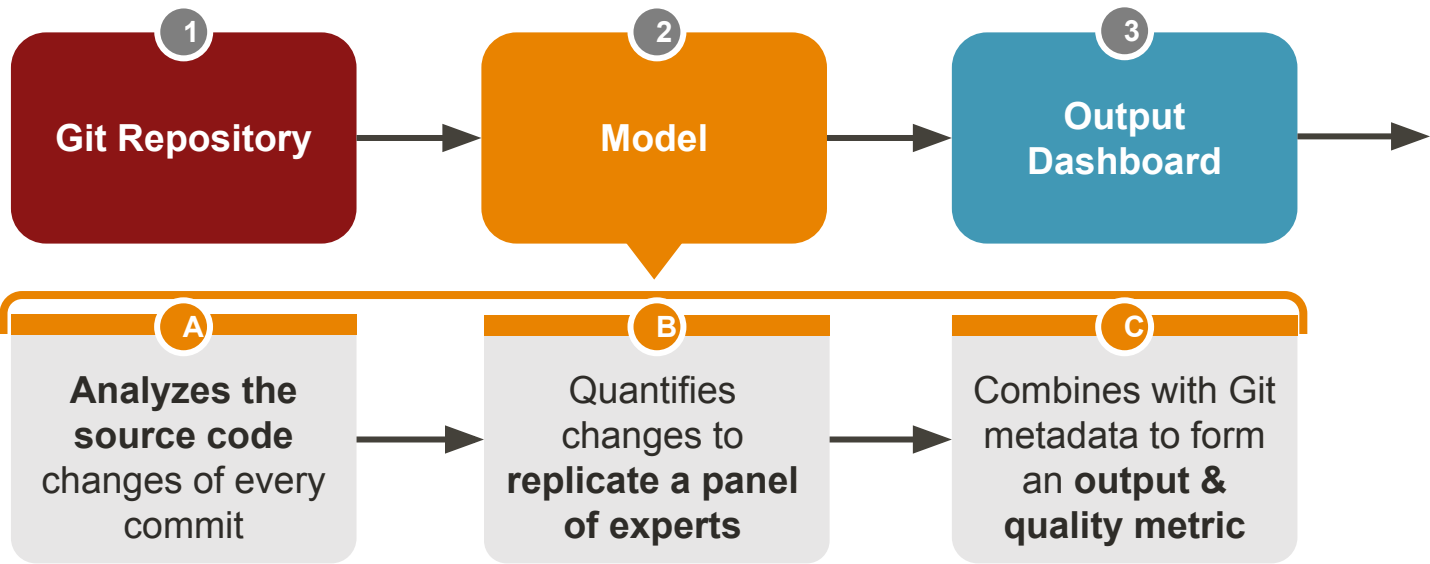 1
Git Repository
2
Model
3
Output
Dashboard
A
Analyzes the
source code
changes of every
commit
B
Quantifies
changes to
replicate a panel
of experts
C
Combines with Git
metadata to form
an output &
quality metric